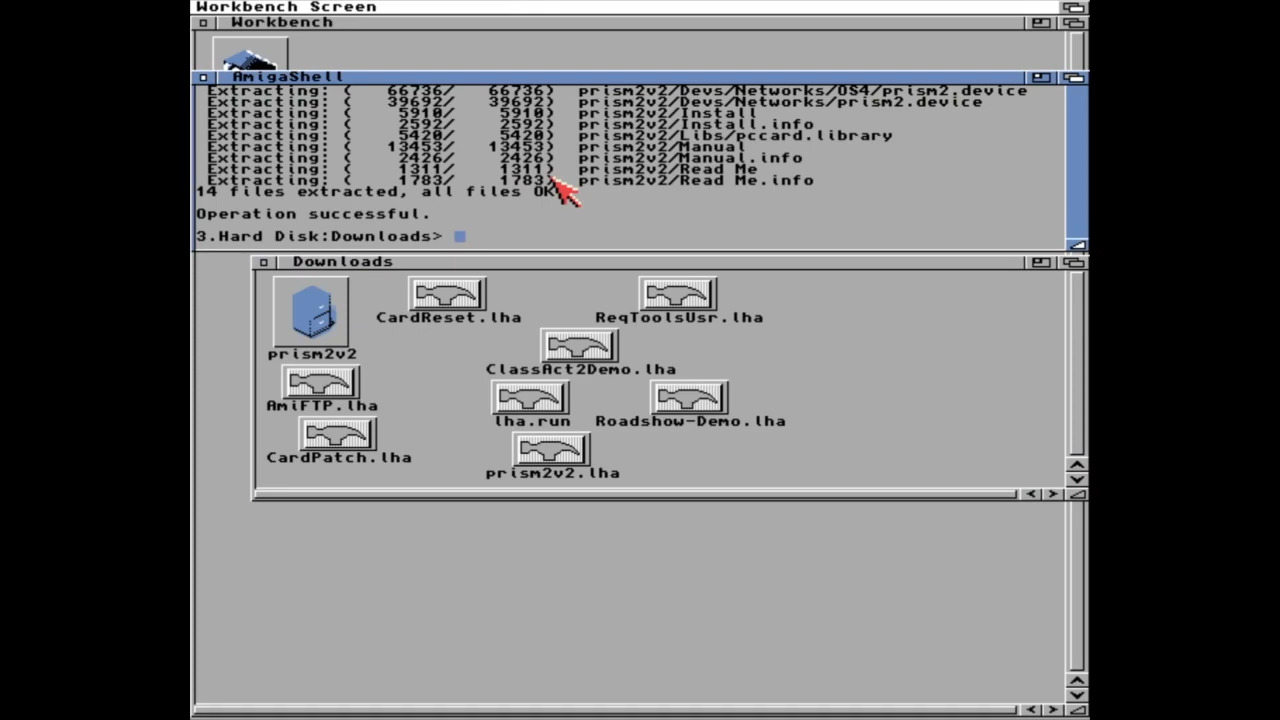 Workbench Screen
Workbench
AmigaShell
Extracting: ( 66736/ 66736) prism2v2/Devs/Networks/OS4/prism2.device
Extracting: ( 39692/ 39692) prism2v2/Devs/Networks/prism2.device
Extracting: ( 5910/ 5910) prism2v2/Install
Extracting: ( 2592/ 2592) prism2v2/Install.info
Extracting: ( 5420/ 5420) prism2v2/Libs/pccard.library
Extracting: ( 13453/ 13453) prism2v2/Manual
Extracting: ( 2426/ 2426) prism2v2/Manual.info
Extracting: ( 1311/ 1311) prism2v2/Read Me
Extracting: ( 1783/ 1783) prism2v2/Read Me.info
14 files extracted, all files OK
Operation successful.
3.Hard Disk:Downloads>
Downloads
CardReset.lha ReqToolsUsr.lha
prism2v2
ClassAct2Demo.lha
AmiFTP.lha
lha.run Roadshow-Demo.lha
CardPatch.lha
prism2v2.lha